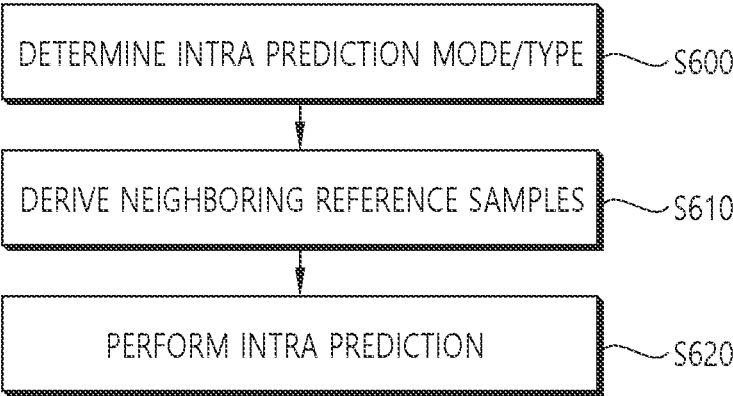 DETERMINE INTRA PREDICTION MODE/TYPE
S600
DERIVE NEIGHBORING REFERENCE SAMPLES
S610
PERFORM INTRA PREDICTION
S620